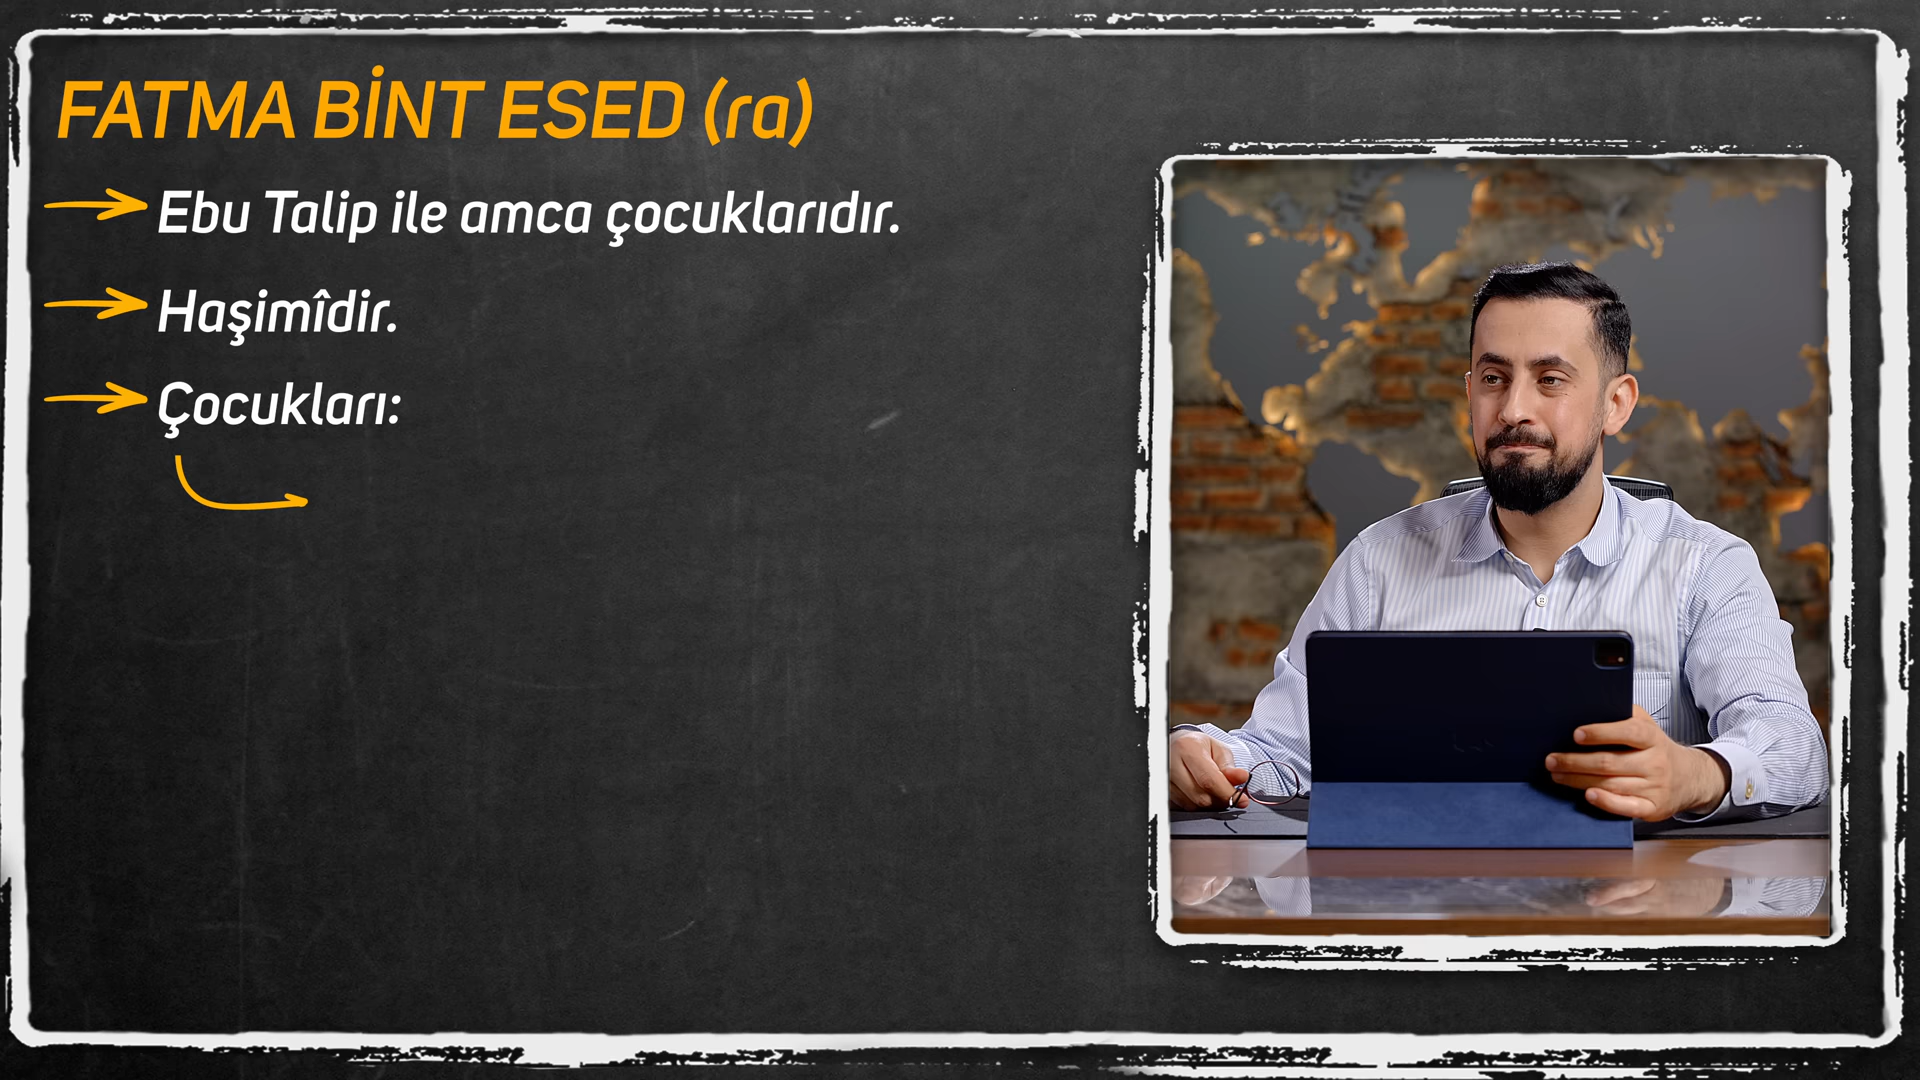 FATMA BİNT ESED (ra)
Ebu Talip ile amca çocuklarıdır.
Haşimîdir.
Çocukları: